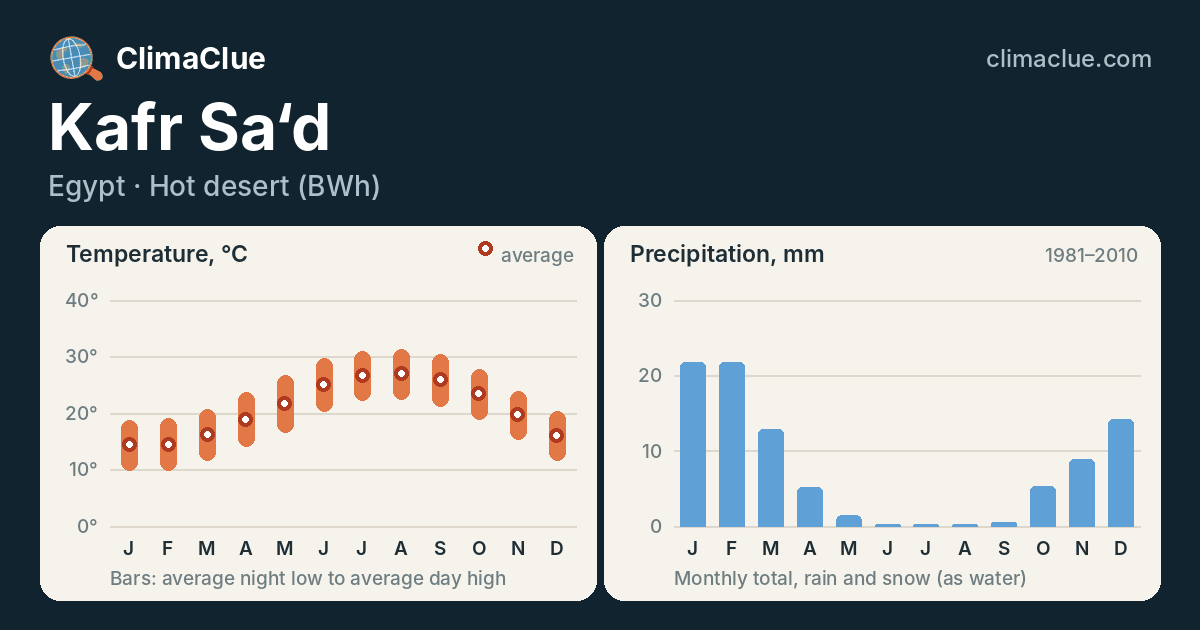 ClimaClue
climaclue.com
Kafr Sa‘d
Egypt · Hot desert (BWh)
Temperature, °C
average
40°
30°
20°
10°
0°
J F M A M J J A S O N D
Bars: average night low to average day high
Precipitation, mm
1981–2010
30
20
10
0
J F M A M J J A S O N D
Monthly total, rain and snow (as water)